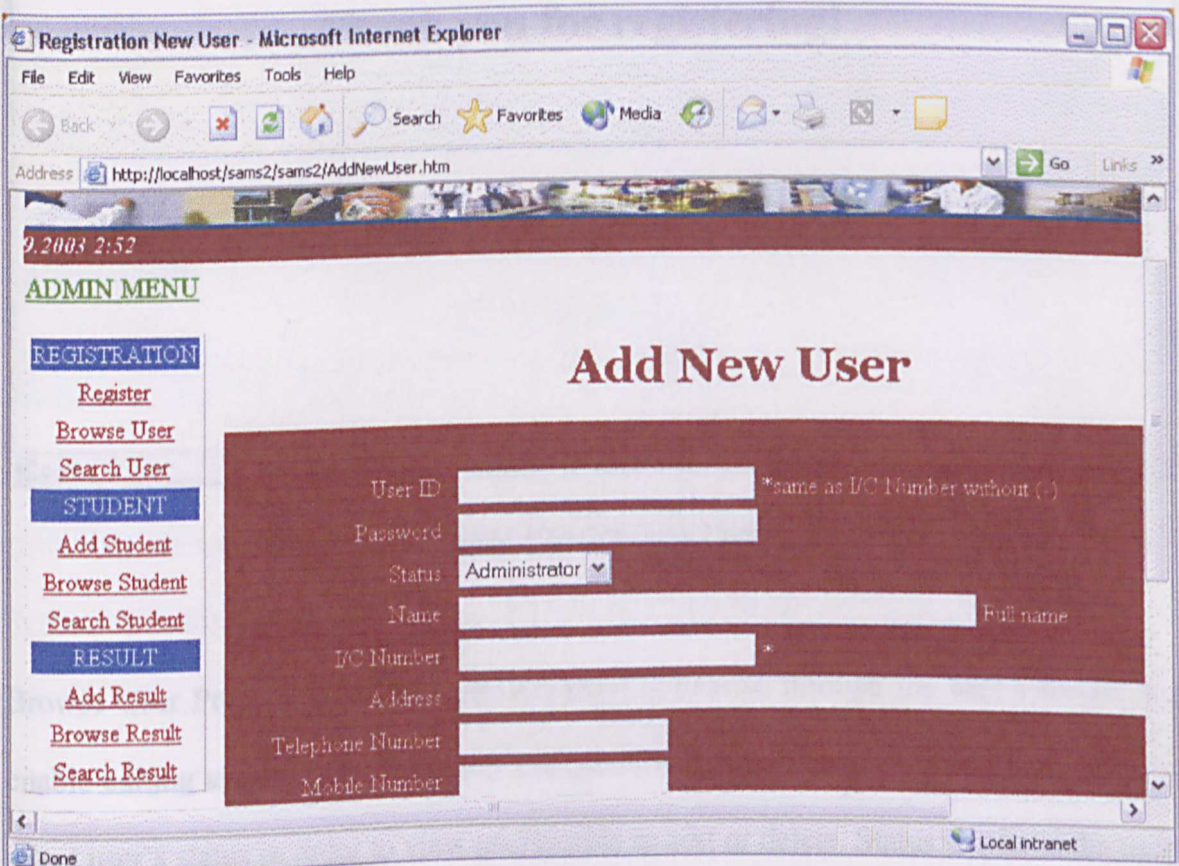 Registration New User - Microsoft Internet Explorer
File Edit View Favorites Tools Help
Back Search Favorites Media
Address http://localhost/sams2/sams2/AddNewUser.htm Go Links »
9.2003 2:52
ADMIN MENU
REGISTRATION
Register
Browse User
Search User
STUDENT
Add Student
Browse Student
Search Student
RESULT
Add Result
Browse Result
Search Result
Add New User
User ID *same as I/C Number without (-)
Password
Status Administrator
Name Full name
I/C Number *
Address
Telephone Number
Mobile Number
Done Local intranet